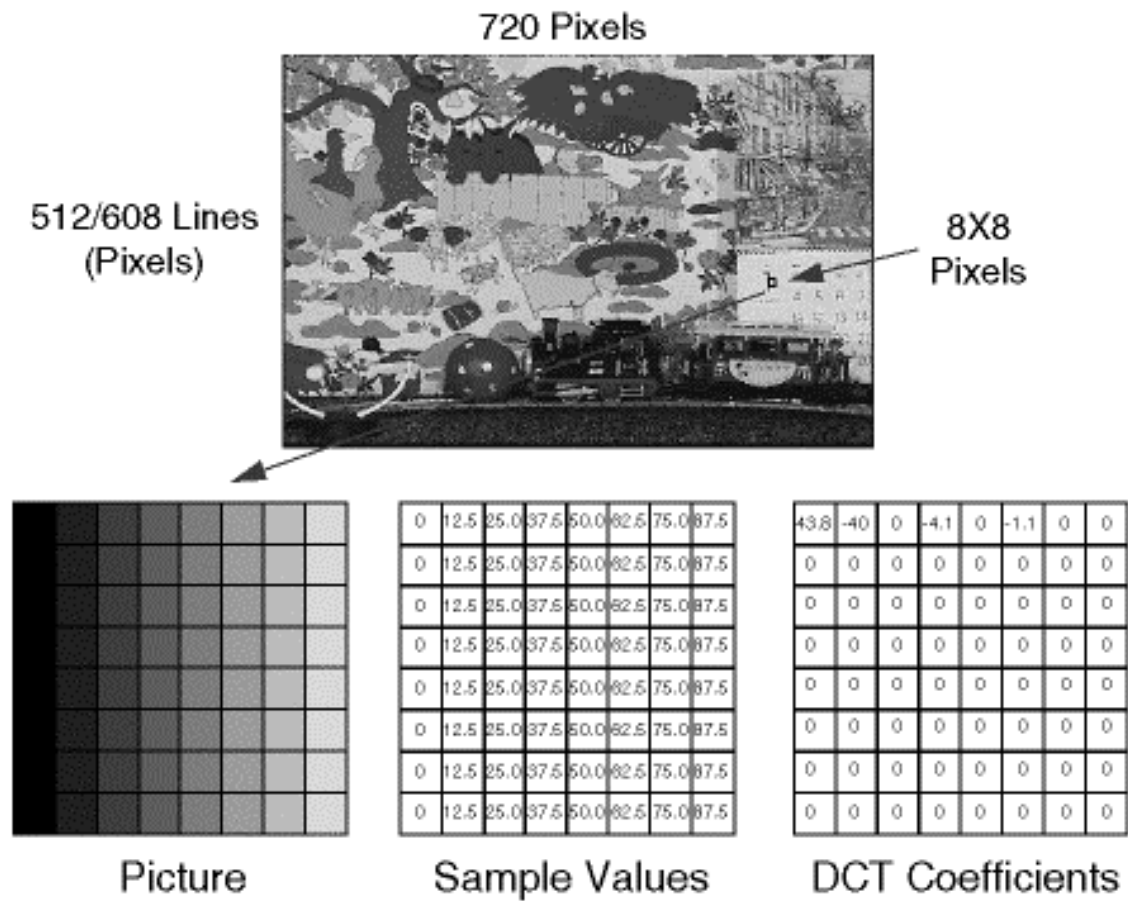 720 Pixels
512/608 Lines
(Pixels)
8X8
Pixels
4 5 6 7
0 12.5 25.0 37.5 50.0 62.5 75.0 87.5
0 12.5 25.0 37.5 50.0 62.5 75.0 87.5
0 12.5 25.0 37.5 50.0 62.5 75.0 87.5
0 12.5 25.0 37.5 50.0 62.5 75.0 87.5
0 12.5 25.0 37.5 50.0 62.5 75.0 87.5
0 12.5 25.0 37.5 50.0 62.5 75.0 87.5
0 12.5 25.0 37.5 50.0 62.5 75.0 87.5
0 12.5 25.0 37.5 50.0 62.5 75.0 87.5
43.8 -40 0 -4.1 0 -1.1 0 0
0 0 0 0 0 0 0 0
0 0 0 0 0 0 0 0
0 0 0 0 0 0 0 0
0 0 0 0 0 0 0 0
0 0 0 0 0 0 0 0
0 0 0 0 0 0 0 0
0 0 0 0 0 0 0 0
Picture
Sample Values
DCT Coefficients